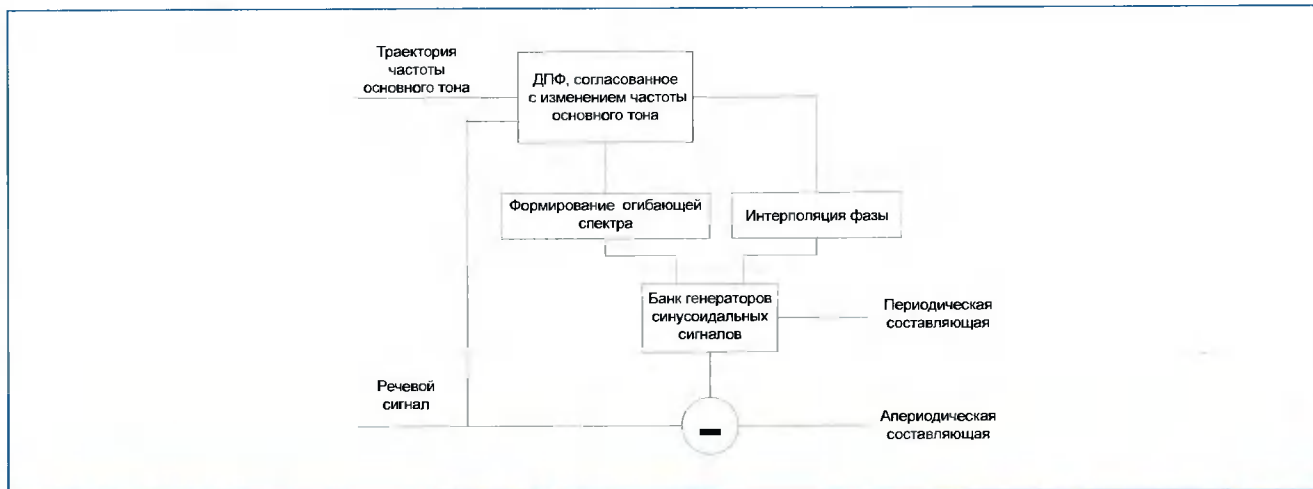 Траектория
частоты
основного тона
ДПФ, согласованное
с изменением частоты
основного тона
Формирование огибающей
спектра
Интерполяция фазы
Банк генераторов
синусоидальных
сигналов
Периодическая
составляющая
Речевой
сигнал
Апериодическая
составляющая